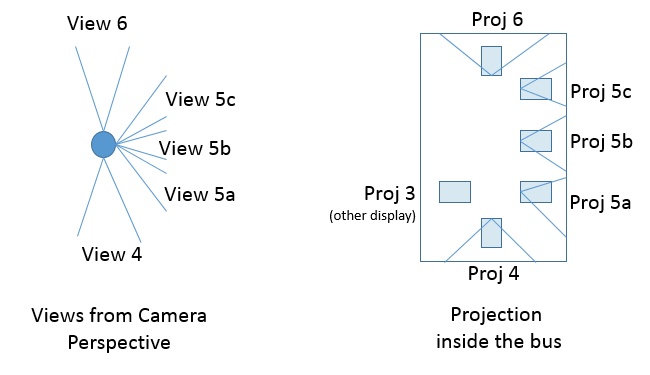 View 6
View 5c
View 5b
View 5a
View 4
Views from Camera
Perspective
Proj 6
Proj 5c
Proj 5b
Proj 5a
Proj 3
(other display)
Proj 4
Projection
inside the bus